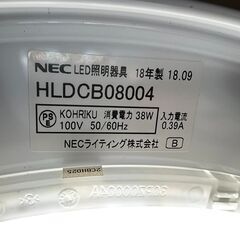 NEC LED照明器具 18年製 18.09
HLDCB08004
PS E KOHRIKU 消費電力 38W 入力電流
100V 50/60Hz 0.39A
NECライティング株式会社 B